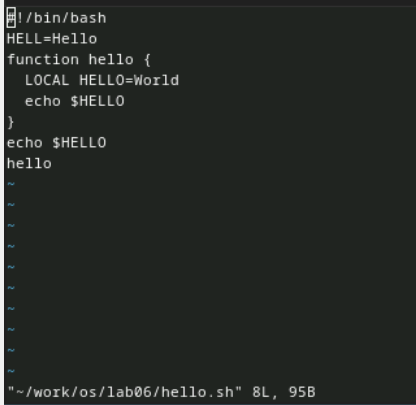 #!/bin/bash
HELL=Hello
function hello {
  LOCAL HELLO=World
  echo $HELLO
}
echo $HELLO
hello
~
~
~
~
~
~
~
~
~
~
"~/work/os/lab06/hello.sh" 8L, 95B